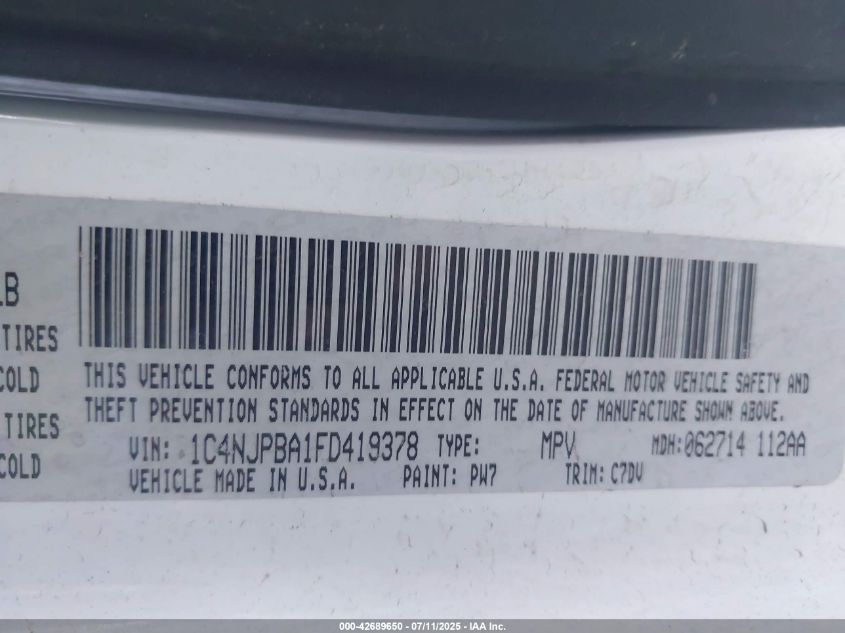 LB
TIRES
COLD
TIRES
COLD
THIS VEHICLE CONFORMS TO ALL APPLICABLE U.S.A. FEDERAL MOTOR VEHICLE SAFETY AND
THEFT PREVENTION STANDARDS IN EFFECT ON THE DATE OF MANUFACTURE SHOWN ABOVE.
VIN: 1C4NJPBA1FD419378 TYPE: MPV MDH: 062714 112AA
VEHICLE MADE IN U.S.A. PAINT: PW7 TRIM: C7DV
000-42689650 - 07/11/2025 - IAA Inc.